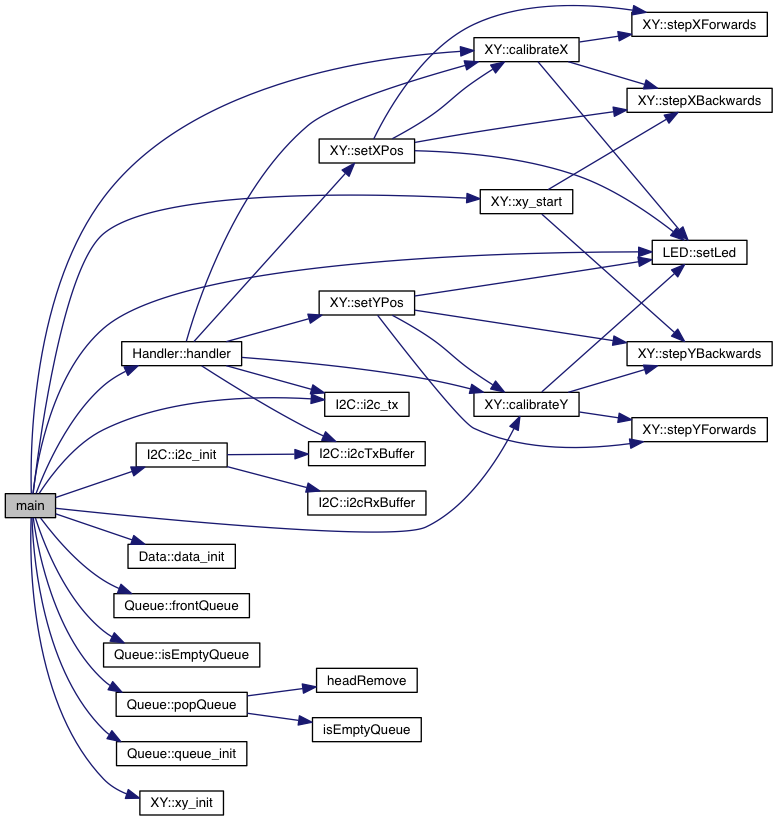 XY::stepXForwards
XY::calibrateX
XY::stepXBackwards
XY::setXPos
XY::xy_start
LED::setLed
XY::setYPos
Handler::handler
XY::stepYBackwards
I2C::i2c_tx
XY::calibrateY
XY::stepYForwards
I2C::i2c_init
I2C::i2cTxBuffer
I2C::i2cRxBuffer
main
Data::data_init
Queue::frontQueue
Queue::isEmptyQueue
headRemove
Queue::popQueue
isEmptyQueue
Queue::queue_init
XY::xy_init